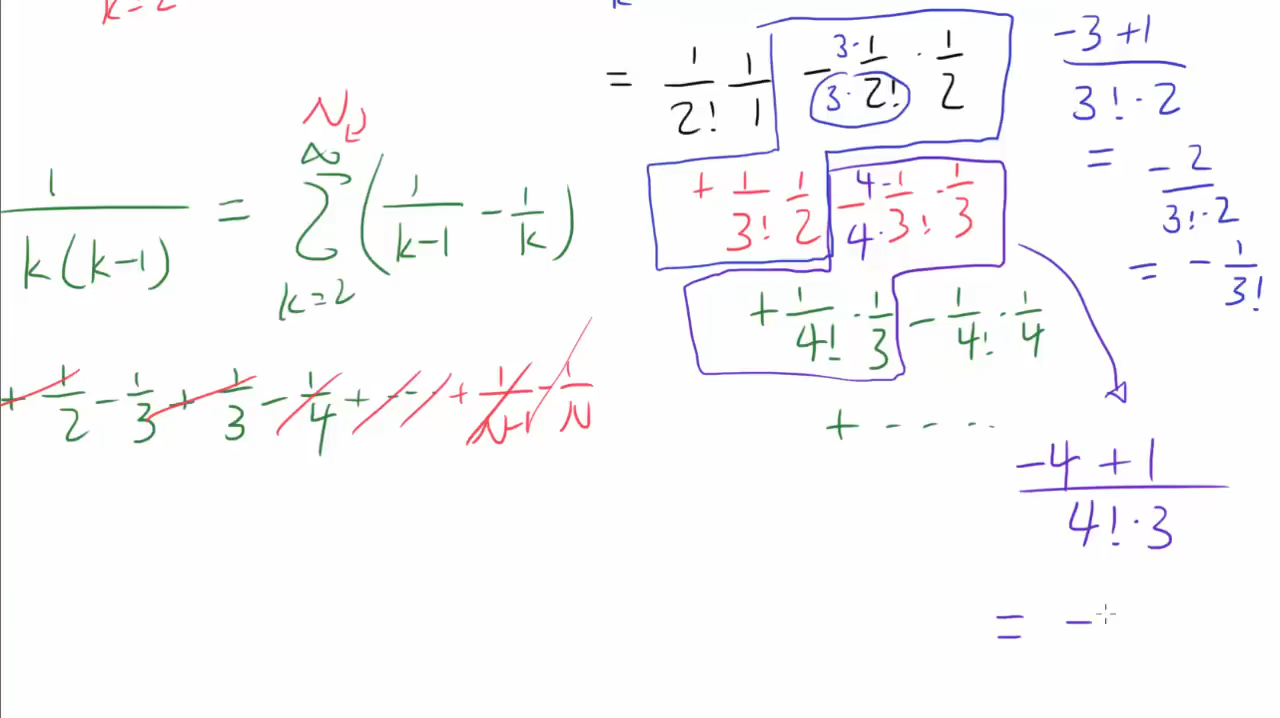 k=2
= 1/2! · 1/1 - 3·1/3·2! · 1/2
+ 1/3! · 1/2 - 4·1/4·3! · 1/3
+ 1/4! · 1/3 - 1/4! · 1/4
+ - - - ..
-3 +1 / 3! · 2
= -2 / 3! · 2
= - 1/3!
-4 +1 / 4! · 3
= -
N
1/k(k-1) = ∞ Σ k=2 (1/k-1 - 1/k)
+ 1/2 - 1/3 + 1/3 - 1/4 + - - + 1/N-1 - 1/N